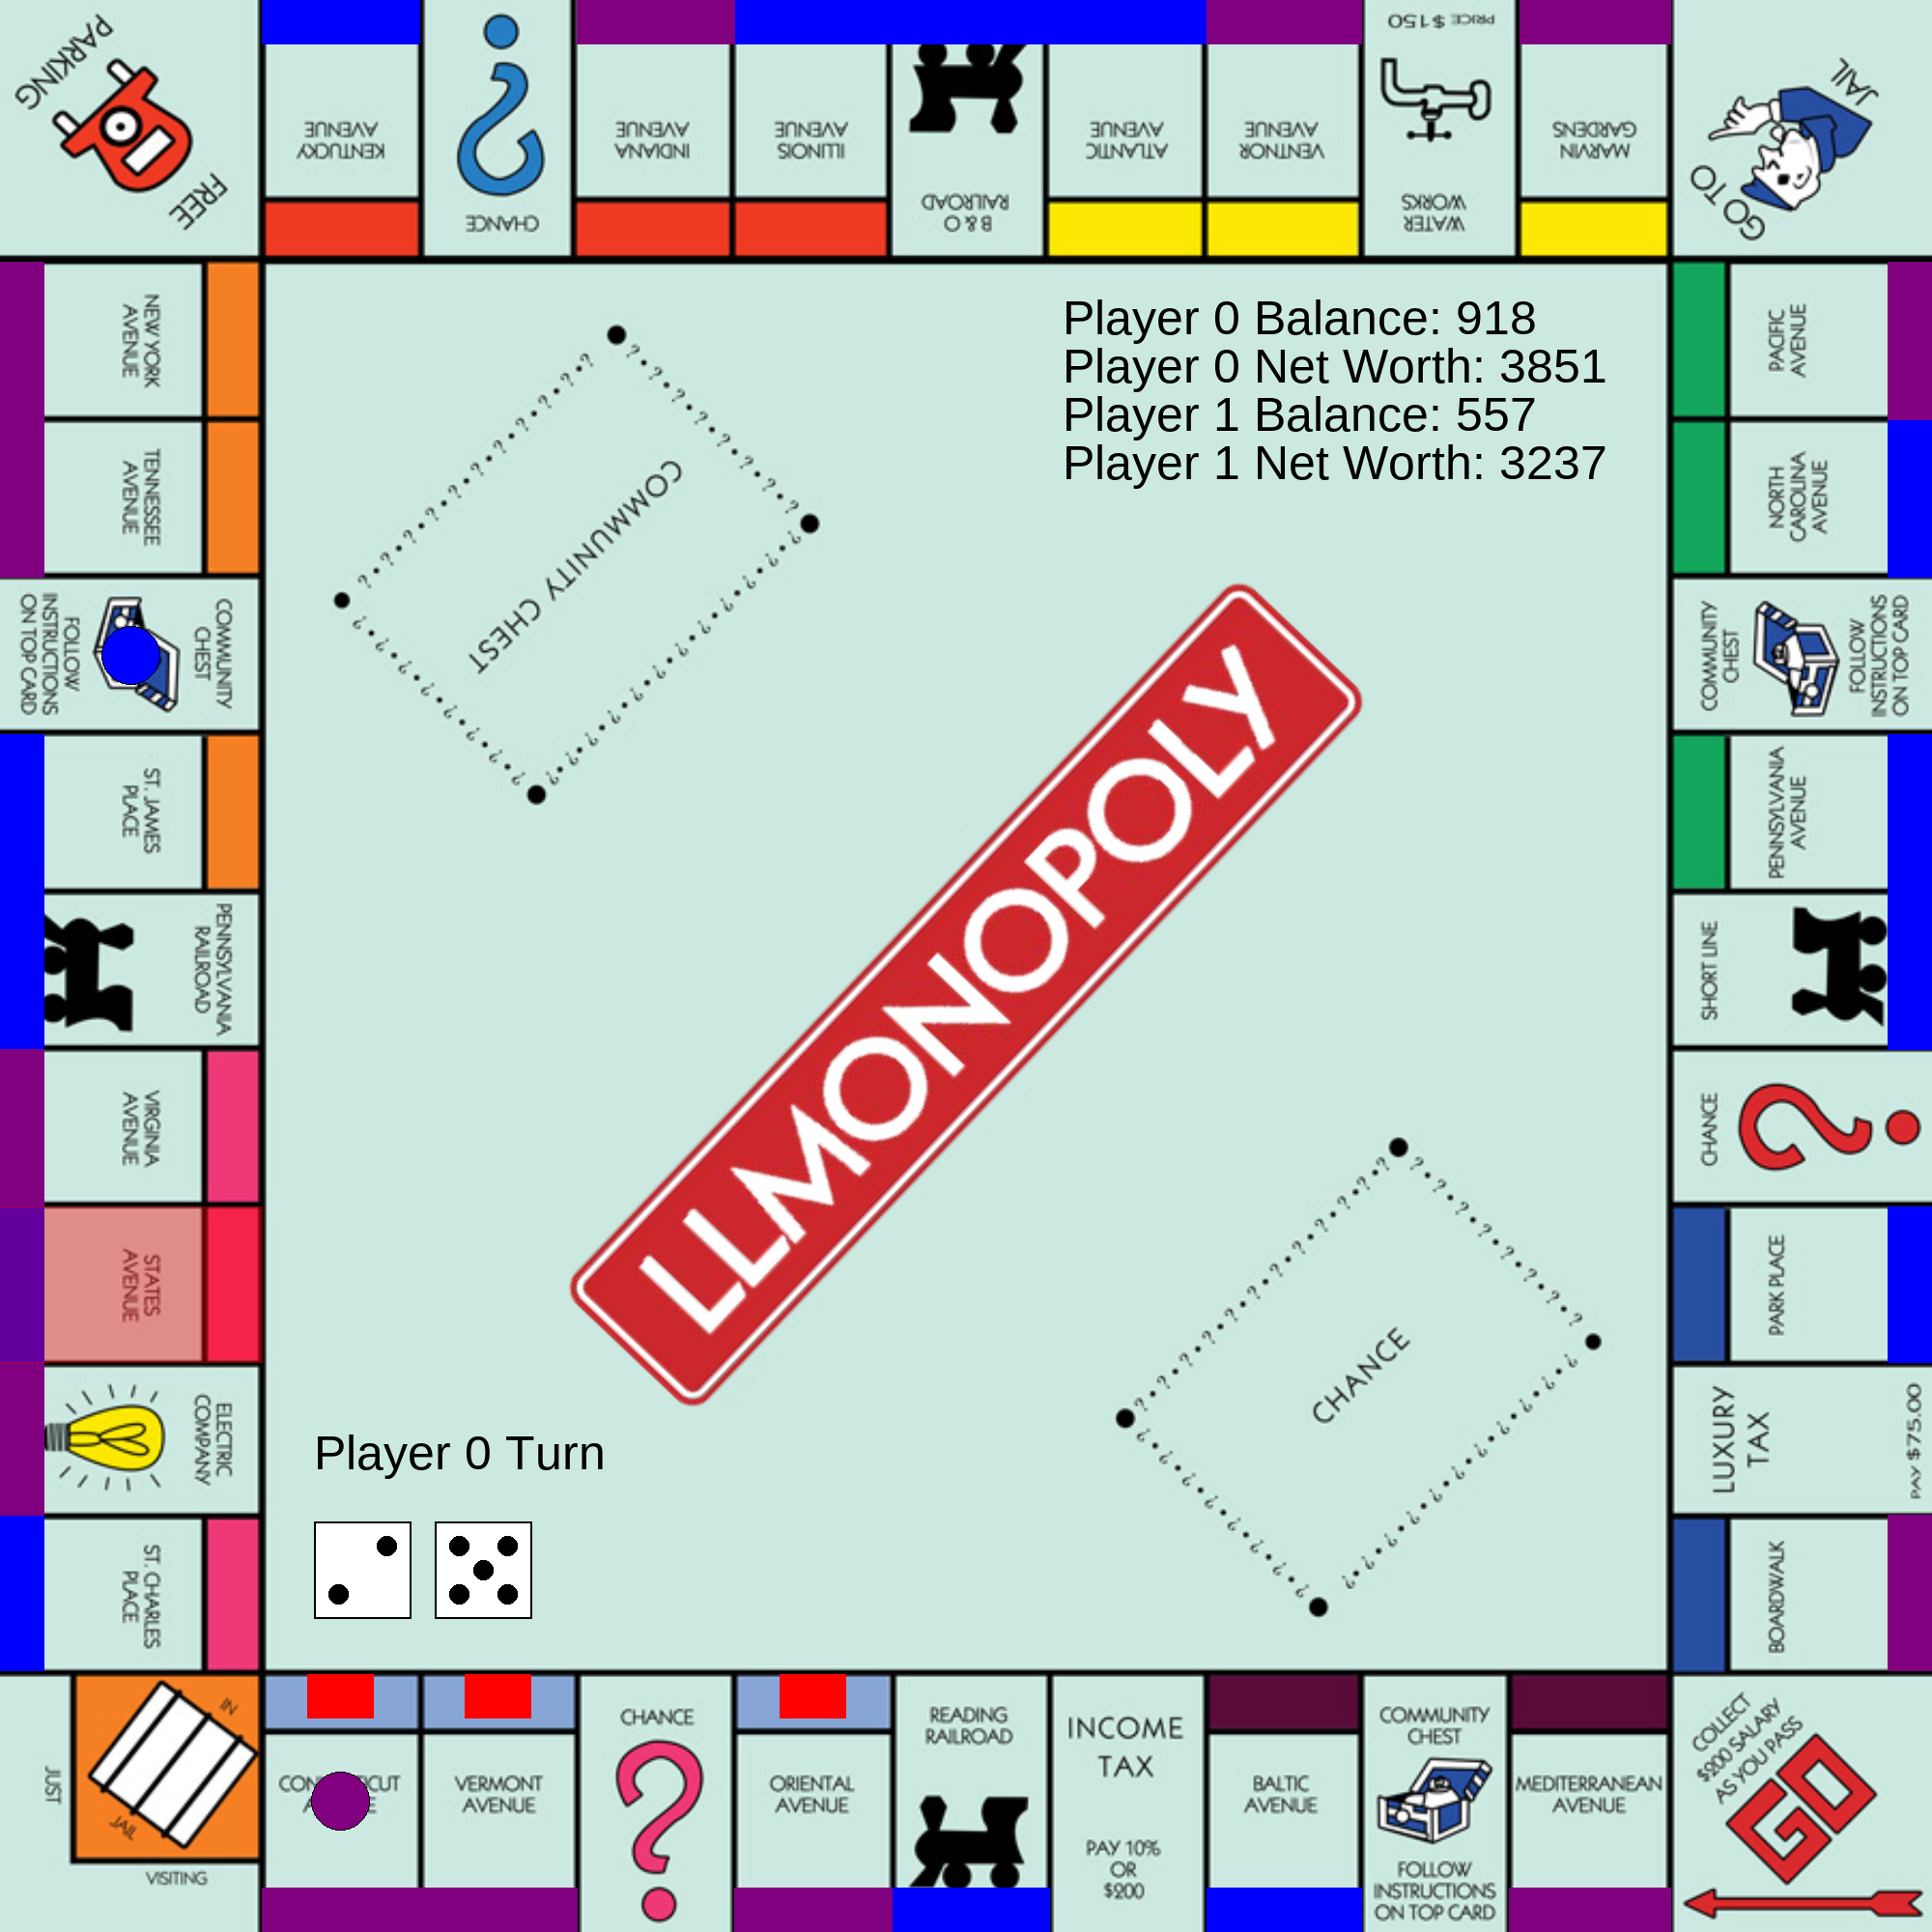 PARKING
FREE
KENTUCKY
AVENUE
CHANCE
INDIANA
AVENUE
ILLINOIS
AVENUE
B & O
RAILROAD
ATLANTIC
AVENUE
VENTNOR
AVENUE
PRICE $150
WATER
WORKS
MARVIN
GARDENS
GO TO
JAIL
NEW YORK
AVENUE
TENNESSEE
AVENUE
COMMUNITY
CHEST
FOLLOW
INSTRUCTIONS
ON TOP CARD
ST. JAMES
PLACE
PENNSYLVANIA
RAILROAD
VIRGINIA
AVENUE
STATES
AVENUE
ELECTRIC
COMPANY
ST. CHARLES
PLACE
Player 0 Balance: 918
Player 0 Net Worth: 3851
Player 1 Balance: 557
Player 1 Net Worth: 3237
COMMUNITY CHEST
LLMONOPOLY
CHANCE
Player 0 Turn
PACIFIC
AVENUE
NORTH
CAROLINA
AVENUE
COMMUNITY
CHEST
FOLLOW
INSTRUCTIONS
ON TOP CARD
PENNSYLVANIA
AVENUE
SHORT LINE
CHANCE
PARK PLACE
LUXURY
TAX
PAY $75.00
BOARDWALK
JUST
VISITING
IN
JAIL
VERMONT
AVENUE
CHANCE
ORIENTAL
AVENUE
READING
RAILROAD
INCOME
TAX
PAY 10%
OR
$200
BALTIC
AVENUE
COMMUNITY
CHEST
FOLLOW
INSTRUCTIONS
ON TOP CARD
MEDITERRANEAN
AVENUE
COLLECT
$200 SALARY
AS YOU PASS
GO